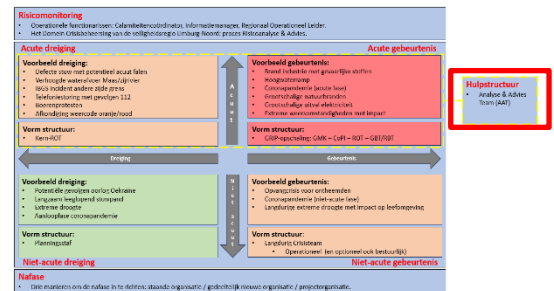 Risicomonitoring
• Operationele functionarissen: Calamiteitencoördinator, Informatiemanager, Regionaal Operationeel Leider.
• Het Domein Crisisbeheersing van de veiligheidsregio Limburg-Noord: proces Risicoanalyse & Advies.
Acute dreiging
Acute gebeurtenis
Voorbeeld dreiging:
• Defecte stuw met potentieel acuut falen
• Verhoogde waterafvoer Maas/zijrivier
• IBGS incident andere zijde grens
• Telefoniestoring met gevolgen 112
• Boerenprotesten
• Afkondiging weercode oranje/rood
Vorm structuur:
• Kern-ROT
Acuut
Voorbeeld gebeurtenis:
• Brand industrie met gevaarlijke stoffen
• Hoogwaterramp
• Coronapandemie (acute fase)
• Grootschalige natuurbranden
• Grootschalige uitval elektriciteit
• Extreme weersomstandigheden met impact
Vorm structuur:
• GRIP-opschaling: GMK – CoPI – ROT – GBT/RBT
Hulpstructuur
• Analyse & Advies
Team (AAT)
Dreiging
Gebeurtenis
Voorbeeld dreiging:
• Potentiële gevolgen oorlog Oekraïne
• Langzaam leeglopend stuwpand
• Extreme droogte
• Aanloopfase coronapandemie
Vorm structuur:
• Planningstaf
Niet-acute dreiging
Niet acuut
Voorbeeld gebeurtenis:
• Opvangcrisis voor ontheemden
• Coronapandemie (niet-acute fase)
• Langdurige extreme droogte met impact op leefomgeving
Vorm structuur:
• Langdurig Crisisteam
• Operationeel (en optioneel ook bestuurlijk)
Niet-acute gebeurtenis
Nafase
• Drie manieren om de nafase in te richten: staande organisatie / gedeeltelijk nieuwe organisatie / projectorganisatie.